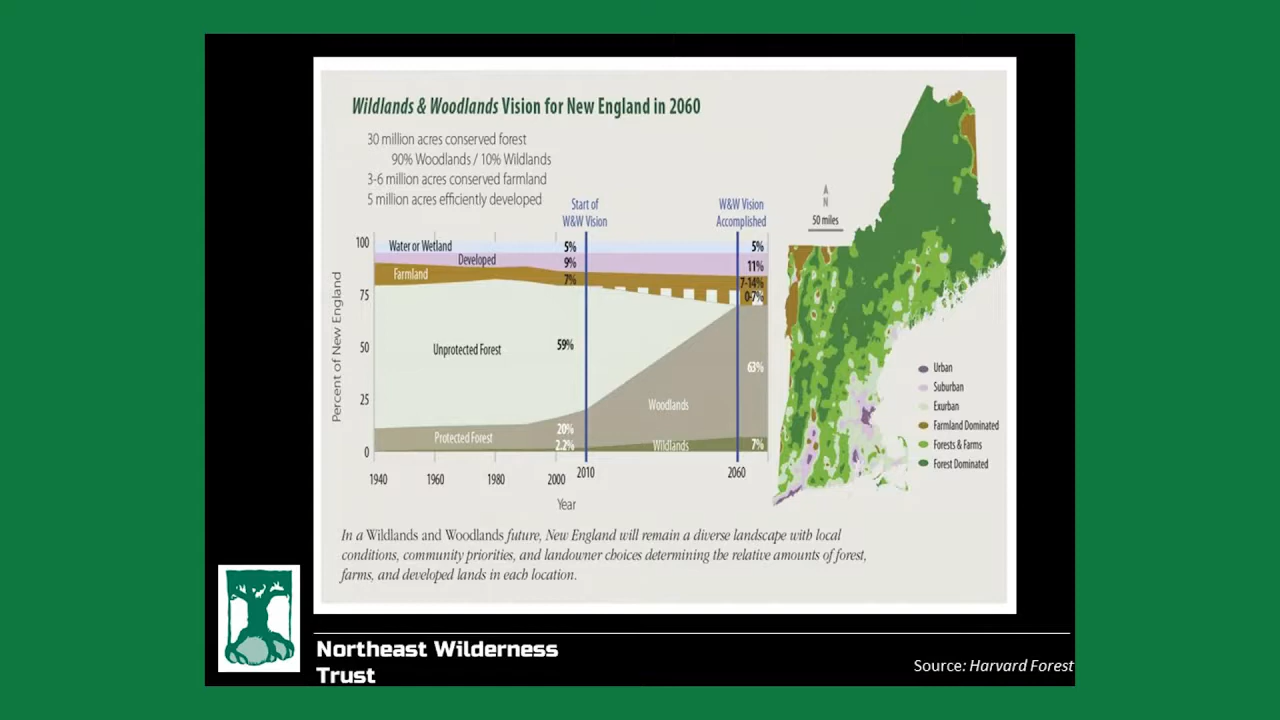 Wildlands & Woodlands Vision for New England in 2060
30 million acres conserved forest
90% Woodlands / 10% Wildlands
3-6 million acres conserved farmland
5 million acres efficiently developed
Start of
W&W Vision
W&W Vision
Accomplished
A
N
50 miles
Percent of New England
100
75
50
25
0
Water or Wetland
Developed
Farmland
Unprotected Forest
Protected Forest
Woodlands
Wildlands
5%
9%
7%
59%
20%
2.2%
5%
11%
7-14%
0-7%
63%
7%
1940
1960
1980
2000
2010
2060
Year
Urban
Suburban
Exurban
Farmland Dominated
Forests & Farms
Forest Dominated
In a Wildlands and Woodlands future, New England will remain a diverse landscape with local
conditions, community priorities, and landowner choices determining the relative amounts of forest,
farms, and developed lands in each location.
Northeast Wilderness
Trust
Source: Harvard Forest